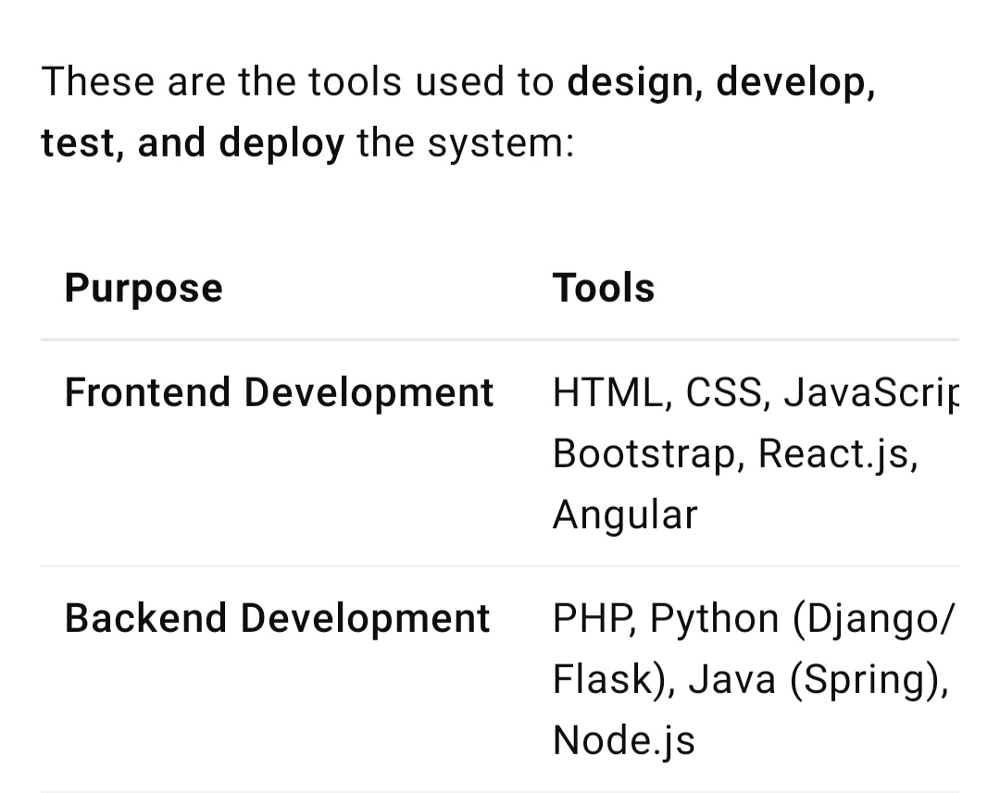 These are the tools used to design, develop,
test, and deploy the system:
Purpose Tools
Frontend Development HTML, CSS, JavaScrip
Bootstrap, React.js,
Angular
Backend Development PHP, Python (Django/
Flask), Java (Spring),
Node.js